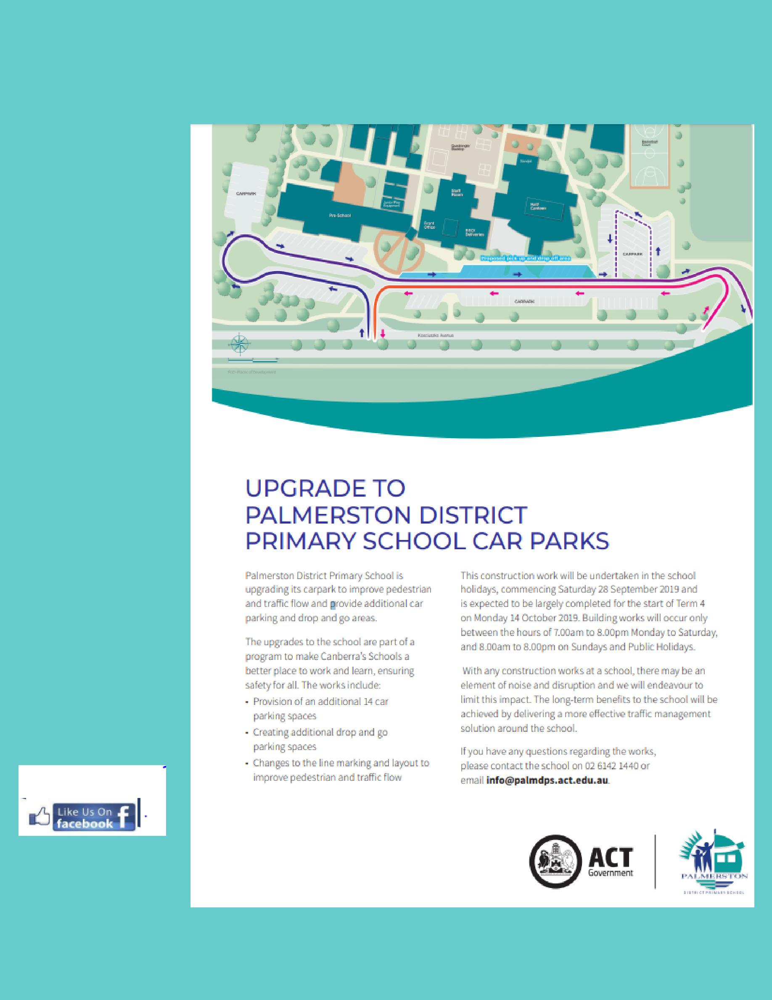 Quadrangle
Basketball
Court
Sandpit
CARPARK
Staff
Room
Junior Play
Equipment
Hall/
Canteen
Pre-School
Front
Office
Deliveries
CARPARK
Proposed pick-up and drop off area
CARPARK
Kosciuszko Avenue
UPGRADE TO
PALMERSTON DISTRICT
PRIMARY SCHOOL CAR PARKS
Palmerston District Primary School is
upgrading its carpark to improve pedestrian
and traffic flow and provide additional car
parking and drop and go areas.
The upgrades to the school are part of a
program to make Canberra's Schools a
better place to work and learn, ensuring
safety for all. The works include:
▪ Provision of an additional 14 car
parking spaces
▪ Creating additional drop and go
parking spaces
▪ Changes to the line marking and layout to
improve pedestrian and traffic flow
This construction work will be undertaken in the school
holidays, commencing Saturday 28 September 2019 and
is expected to be largely completed for the start of Term 4
on Monday 14 October 2019. Building works will occur only
between the hours of 7.00am to 8.00pm Monday to Saturday,
and 8.00am to 8.00pm on Sundays and Public Holidays.
With any construction works at a school, there may be an
element of noise and disruption and we will endeavour to
limit this impact. The long-term benefits to the school will be
achieved by delivering a more effective traffic management
solution around the school.
If you have any questions regarding the works,
please contact the school on 02 6142 1440 or
email info@palmdps.act.edu.au.
Like Us On
facebook f
ACT
Government
PALMERSTON
DISTRICT PRIMARY SCHOOL